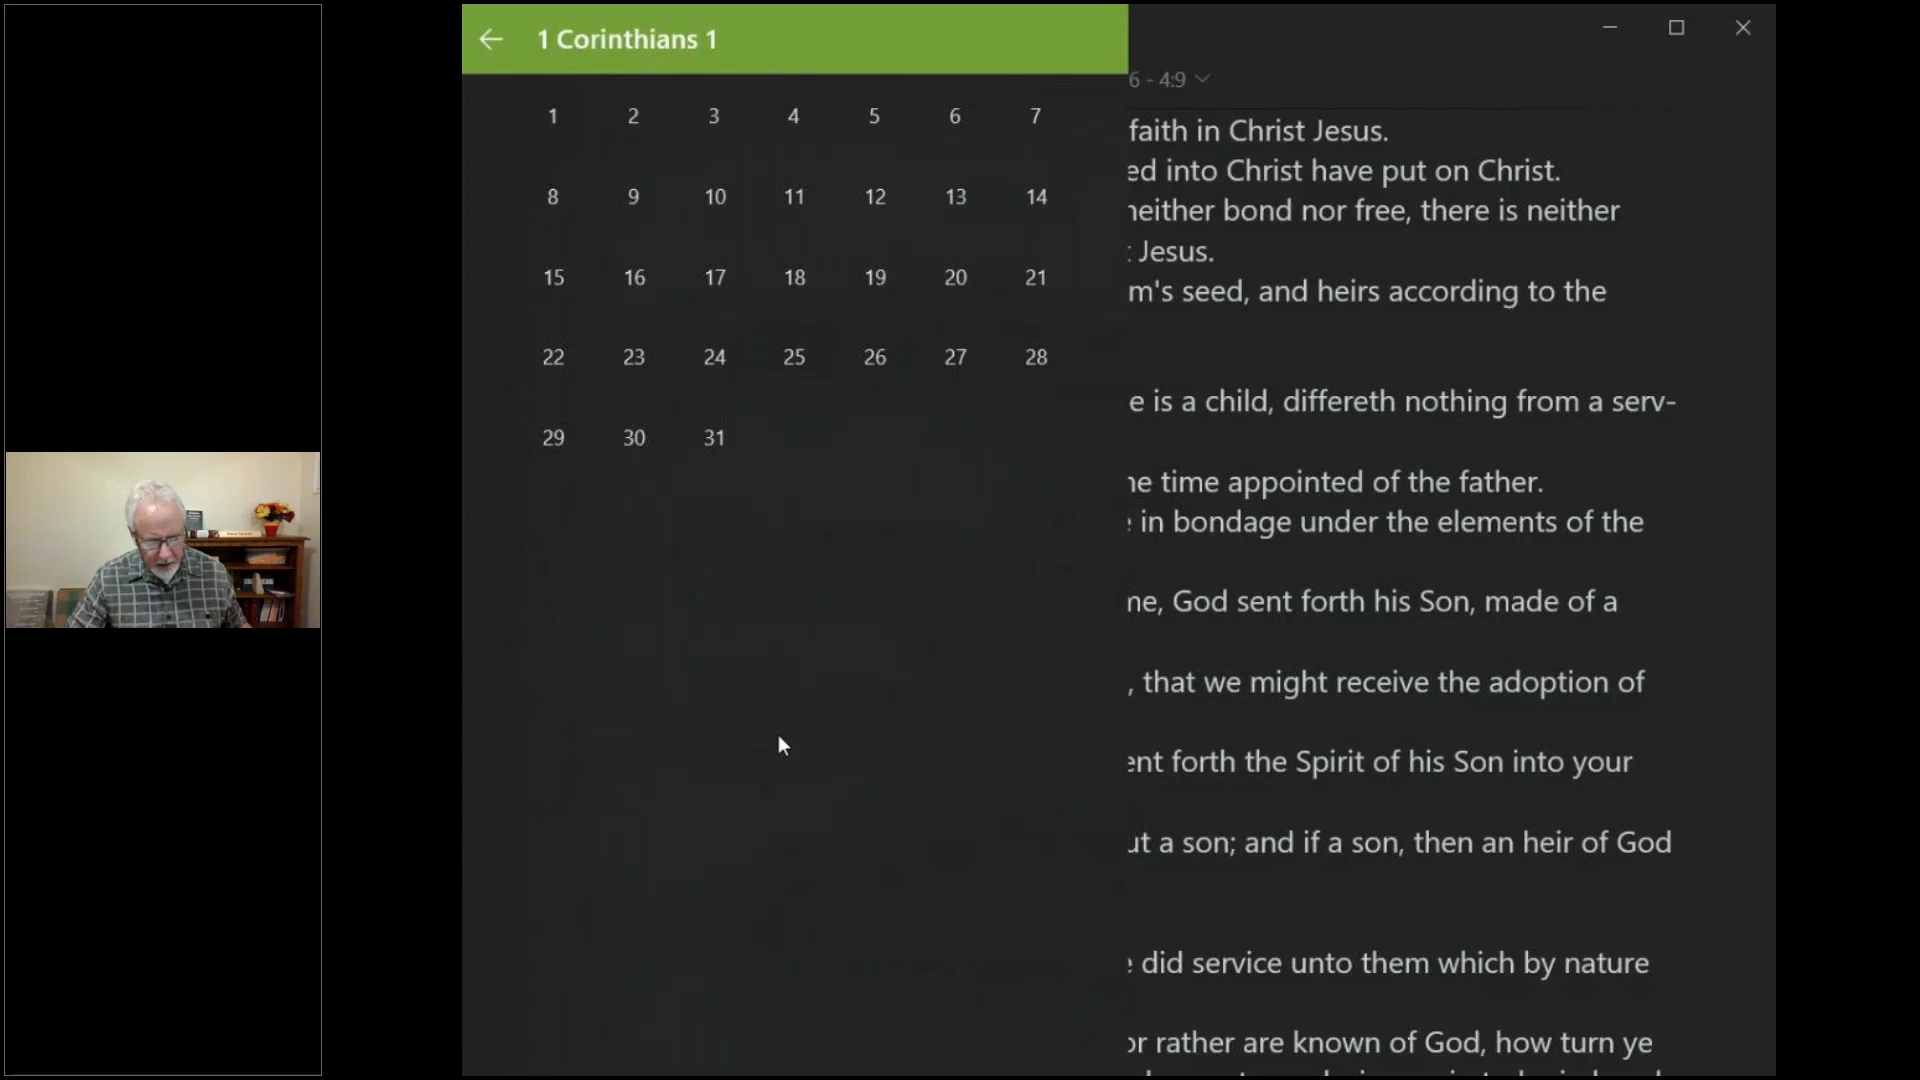 1 Corinthians 1
1 2 3 4 5 6 7
8 9 10 11 12 13 14
15 16 17 18 19 20 21
22 23 24 25 26 27 28
29 30 31
6 - 4:9
faith in Christ Jesus.
ed into Christ have put on Christ.
neither bond nor free, there is neither
: Jesus.
m's seed, and heirs according to the
e is a child, differeth nothing from a serv-
he time appointed of the father.
in bondage under the elements of the
me, God sent forth his Son, made of a
, that we might receive the adoption of
ent forth the Spirit of his Son into your
ut a son; and if a son, then an heir of God
did service unto them which by nature
or rather are known of God, how turn ye